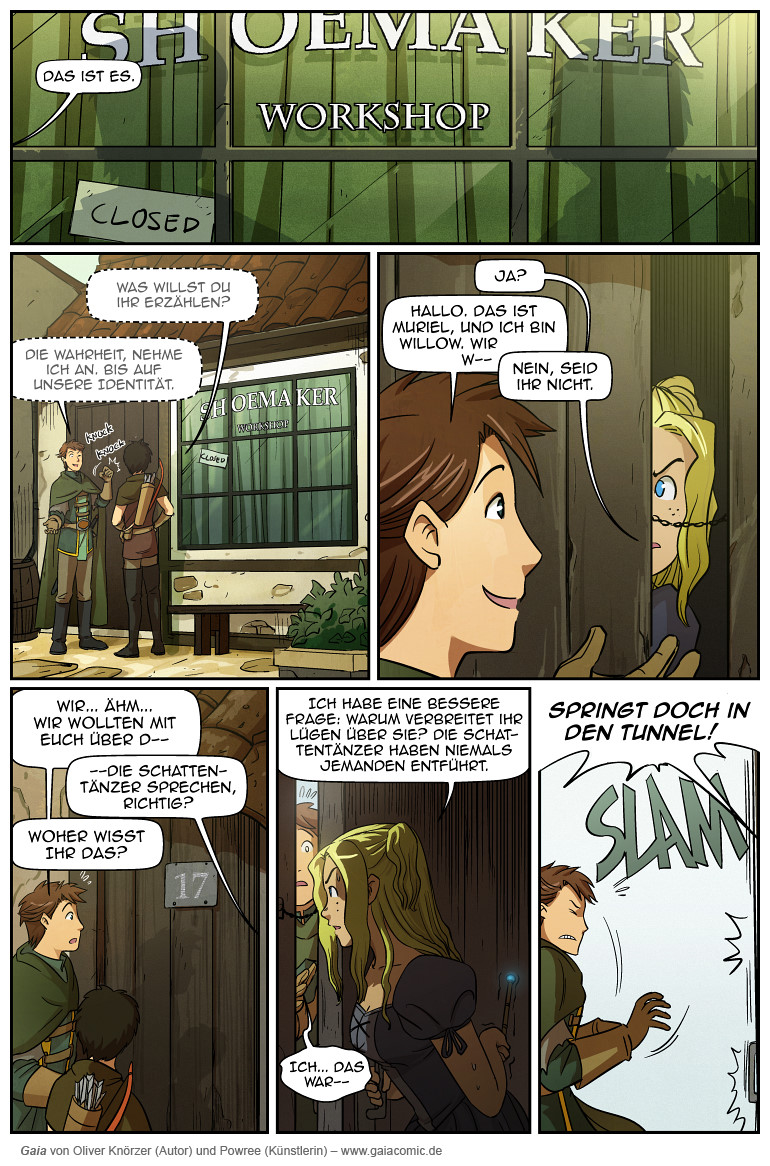 SHOEMAKER
DAS IST ES.
WORKSHOP
CLOSED
WAS WILLST DU
IHR ERZÄHLEN?
DIE WAHRHEIT, NEHME
ICH AN. BIS AUF
UNSERE IDENTITÄT.
KNOCK
KNOCK
SHOEMAKER
WORKSHOP
CLOSED
JA?
HALLO. DAS IST
MURIEL, UND ICH BIN
WILLOW. WIR
W--
NEIN, SEID
IHR NICHT.
WIR... ÄHM...
WIR WOLLTEN MIT
EUCH ÜBER D--
--DIE SCHATTEN-
TÄNZER SPRECHEN,
RICHTIG?
WOHER WISST
IHR DAS?
17
ICH HABE EINE BESSERE
FRAGE: WARUM VERBREITET IHR
LÜGEN ÜBER SIE? DIE SCHAT-
TENTÄNZER HABEN NIEMALS
JEMANDEN ENTFÜHRT.
ICH... DAS
WAR--
SPRINGT DOCH IN
DEN TUNNEL!
SLAM
Gaia von Oliver Knörzer (Autor) und Powree (Künstlerin) – www.gaiacomic.de